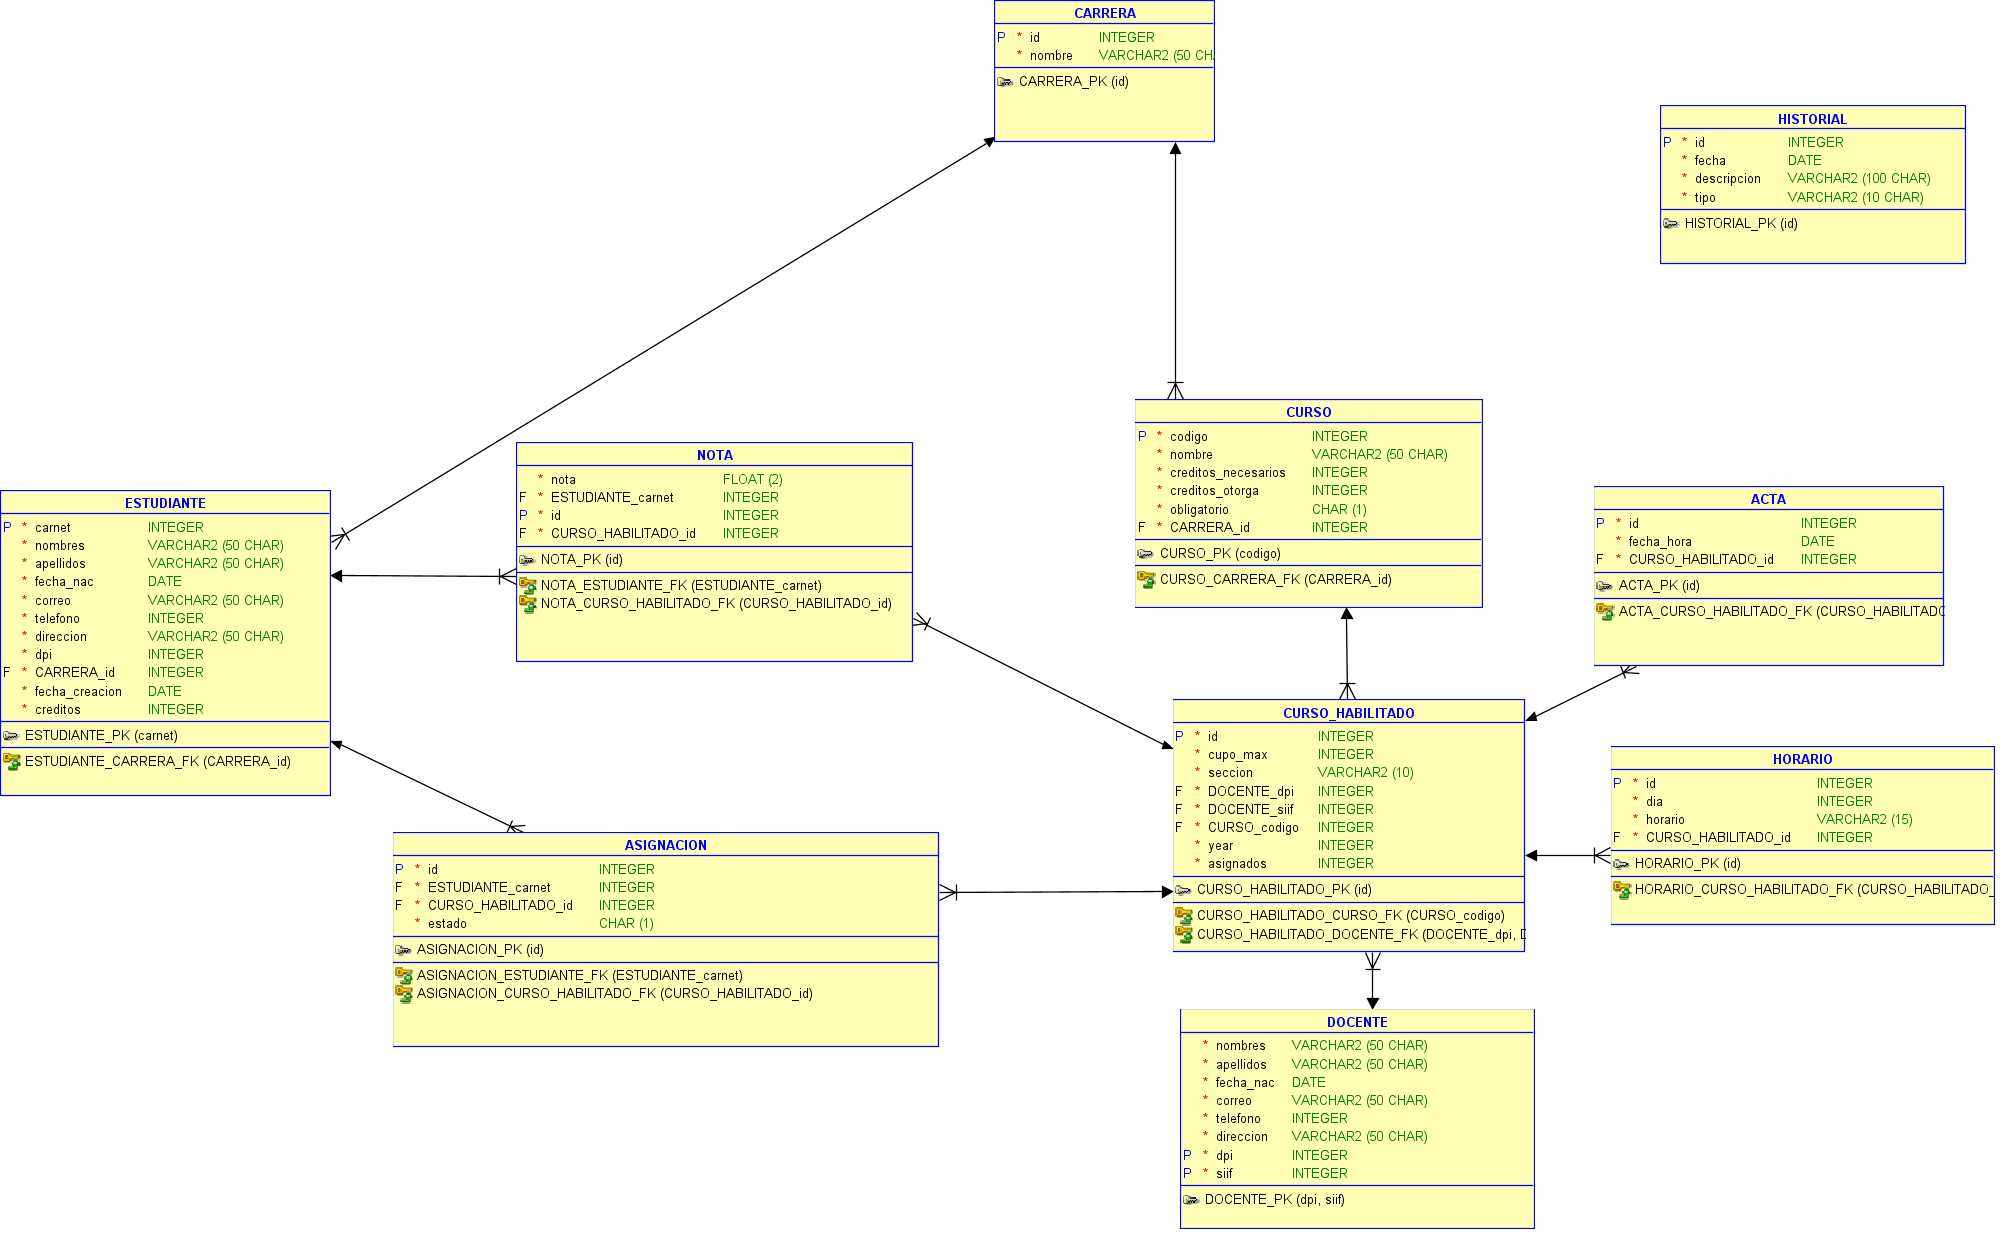 CARRERA
P * id INTEGER
* nombre VARCHAR2 (50 CH
CARRERA_PK (id)
HISTORIAL
P * id INTEGER
* fecha DATE
* descripcion VARCHAR2 (100 CHAR)
* tipo VARCHAR2 (10 CHAR)
HISTORIAL_PK (id)
CURSO
P * codigo INTEGER
* nombre VARCHAR2 (50 CHAR)
* creditos_necesarios INTEGER
* creditos_otorga INTEGER
* obligatorio CHAR (1)
F * CARRERA_id INTEGER
CURSO_PK (codigo)
CURSO_CARRERA_FK (CARRERA_id)
NOTA
* nota FLOAT (2)
F * ESTUDIANTE_carnet INTEGER
P * id INTEGER
F * CURSO_HABILITADO_id INTEGER
NOTA_PK (id)
NOTA_ESTUDIANTE_FK (ESTUDIANTE_carnet)
NOTA_CURSO_HABILITADO_FK (CURSO_HABILITADO_id)
ESTUDIANTE
P * carnet INTEGER
* nombres VARCHAR2 (50 CHAR)
* apellidos VARCHAR2 (50 CHAR)
* fecha_nac DATE
* correo VARCHAR2 (50 CHAR)
* telefono INTEGER
* direccion VARCHAR2 (50 CHAR)
* dpi INTEGER
F * CARRERA_id INTEGER
* fecha_creacion DATE
* creditos INTEGER
ESTUDIANTE_PK (carnet)
ESTUDIANTE_CARRERA_FK (CARRERA_id)
ACTA
P * id INTEGER
* fecha_hora DATE
F * CURSO_HABILITADO_id INTEGER
ACTA_PK (id)
ACTA_CURSO_HABILITADO_FK (CURSO_HABILITADO
CURSO_HABILITADO
P * id INTEGER
* cupo_max INTEGER
* seccion VARCHAR2 (10)
F * DOCENTE_dpi INTEGER
F * DOCENTE_siif INTEGER
F * CURSO_codigo INTEGER
* year INTEGER
* asignados INTEGER
CURSO_HABILITADO_PK (id)
CURSO_HABILITADO_CURSO_FK (CURSO_codigo)
CURSO_HABILITADO_DOCENTE_FK (DOCENTE_dpi, D
HORARIO
P * id INTEGER
* dia INTEGER
* horario VARCHAR2 (15)
F * CURSO_HABILITADO_id INTEGER
HORARIO_PK (id)
HORARIO_CURSO_HABILITADO_FK (CURSO_HABILITADO_
ASIGNACION
P * id INTEGER
F * ESTUDIANTE_carnet INTEGER
F * CURSO_HABILITADO_id INTEGER
* estado CHAR (1)
ASIGNACION_PK (id)
ASIGNACION_ESTUDIANTE_FK (ESTUDIANTE_carnet)
ASIGNACION_CURSO_HABILITADO_FK (CURSO_HABILITADO_id)
DOCENTE
* nombres VARCHAR2 (50 CHAR)
* apellidos VARCHAR2 (50 CHAR)
* fecha_nac DATE
* correo VARCHAR2 (50 CHAR)
* telefono INTEGER
* direccion VARCHAR2 (50 CHAR)
P * dpi INTEGER
P * siif INTEGER
DOCENTE_PK (dpi, siif)